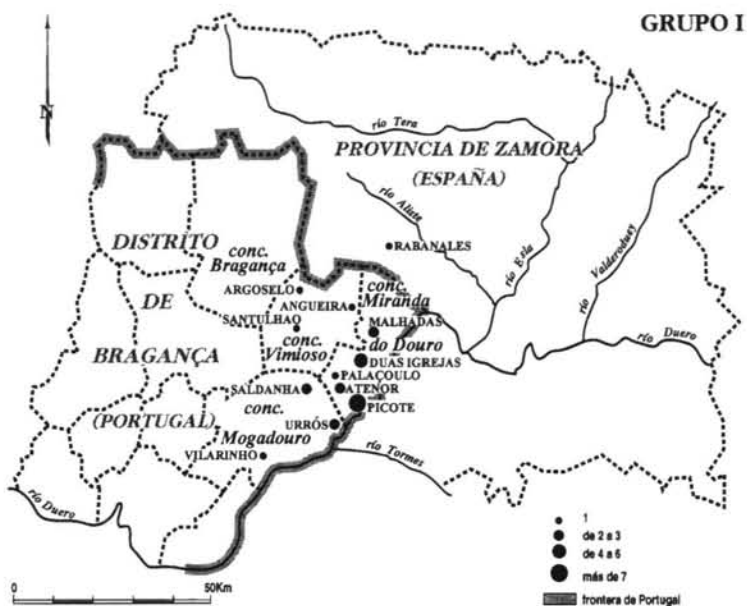 GRUPO I
N
río Tera
PROVINCIA DE ZAMORA
(ESPAÑA)
río Aliste
río Esla
río Valderoduey
RABANALES
DISTRITO
conc.
Bragança
ARGOSELO
conc.
Miranda
ANGUEIRA
DE
SANTULHAO
MALHADAS
río Duero
conc.
Vimioso
do Douro
BRAGANÇA
DUAS IGREJAS
PALAÇOULO
SALDANHA
ATENOR
conc.
PICOTE
(PORTUGAL)
URRÓS
Mogadouro
VILARINHO
río Tormes
río Duero
1
de 2 a 3
de 4 a 6
más de 7
0
50Km
frontera de Portugal